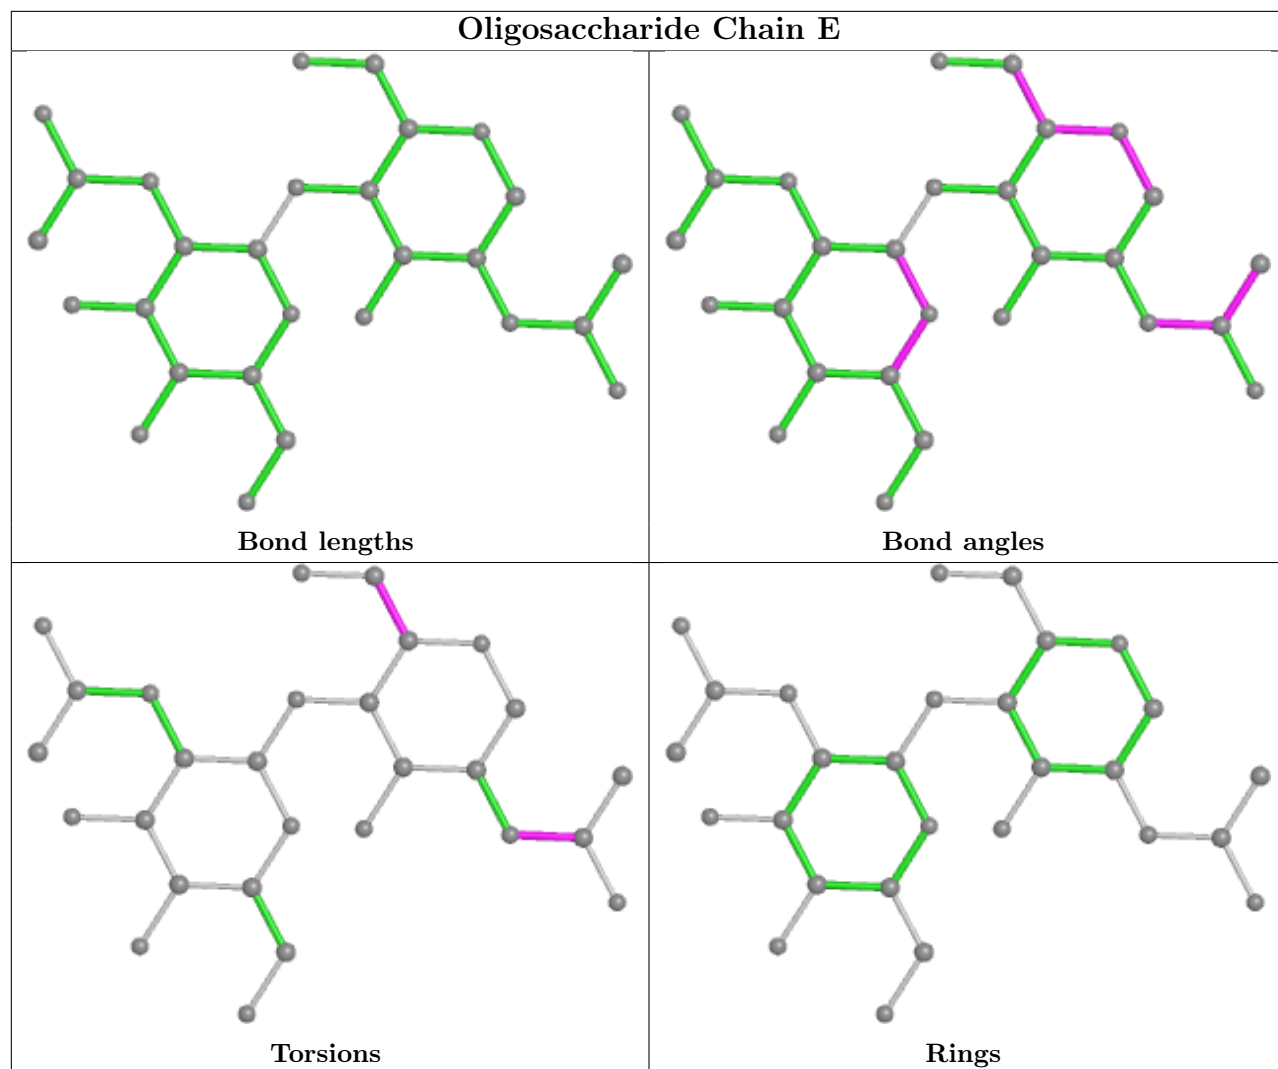 Oligosaccharide Chain E
Bond lengths
Bond angles
Torsions
Rings